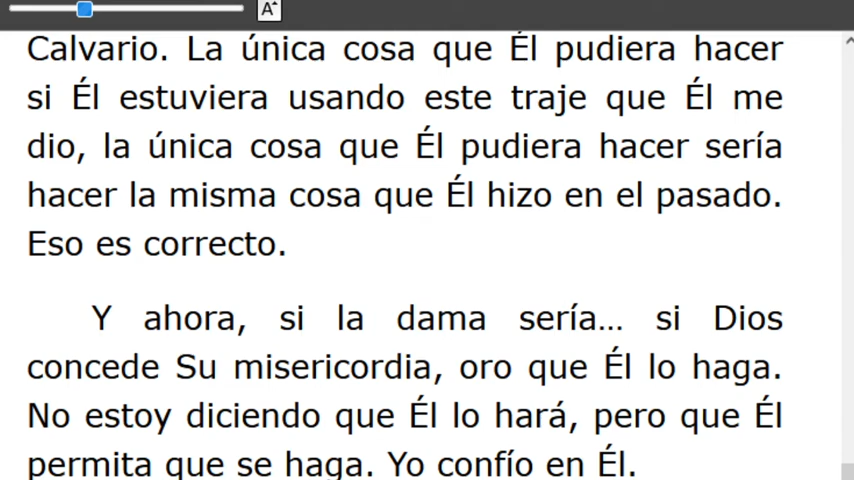 A
Calvario. La única cosa que Él pudiera hacer
si Él estuviera usando este traje que Él me
dio, la única cosa que Él pudiera hacer sería
hacer la misma cosa que Él hizo en el pasado.
Eso es correcto.
Y ahora, si la dama sería... si Dios
concede Su misericordia, oro que Él lo haga.
No estoy diciendo que Él lo hará, pero que Él
permita que se haga. Yo confío en Él.